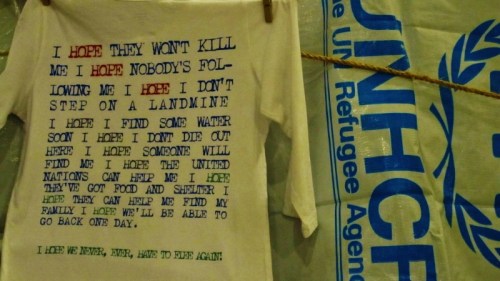 I HOPE THEY WON'T KILL
ME I HOPE NOBODY'S FOL-
LOWING ME I HOPE I DON'T
STEP ON A LANDMINE
I HOPE I FIND SOME WATER
SOON I HOPE I DONT DIE OUT
HERE I HOPE SOMEONE WILL
FIND ME I HOPE THE UNITED
NATIONS CAN HELP ME I HOPE
THEY'VE GOT FOOD AND SHELTER I
HOPE THEY CAN HELP ME FIND MY
FAMILY I HOPE WE'LL BE ABLE TO
GO BACK ONE DAY.
I HOPE WE NEVER, EVER, HAVE TO FLEE AGAIN!
UNHCR
e UN Refugee Agenc